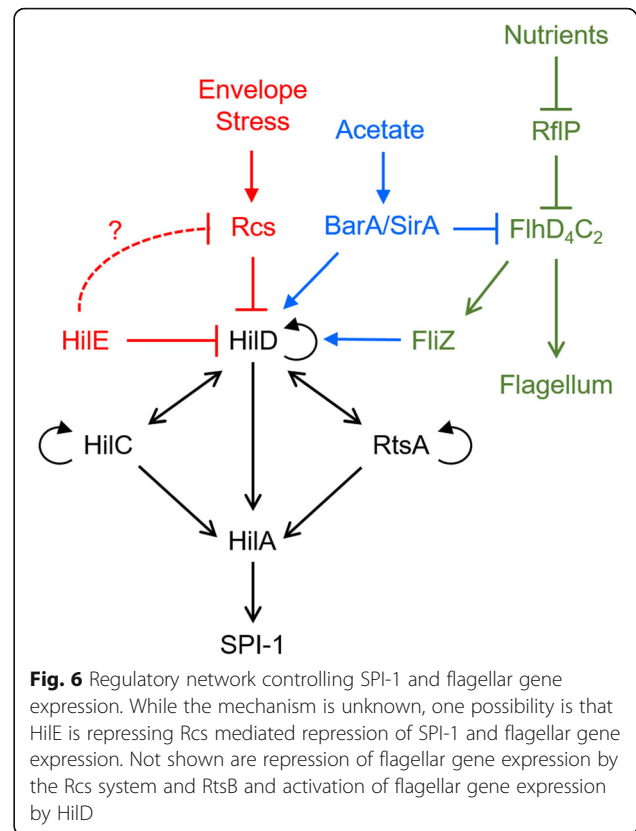 Nutrients
Envelope
Stress
Acetate
RflP
?
Rcs
BarA/SirA
FlhD₄C₂
HilE
HilD
FliZ
Flagellum
HilC
RtsA
HilA
SPI-1
Fig. 6 Regulatory network controlling SPI-1 and flagellar gene
expression. While the mechanism is unknown, one possibility is that
HilE is repressing Rcs mediated repression of SPI-1 and flagellar gene
expression. Not shown are repression of flagellar gene expression by
the Rcs system and RtsB and activation of flagellar gene expression
by HilD